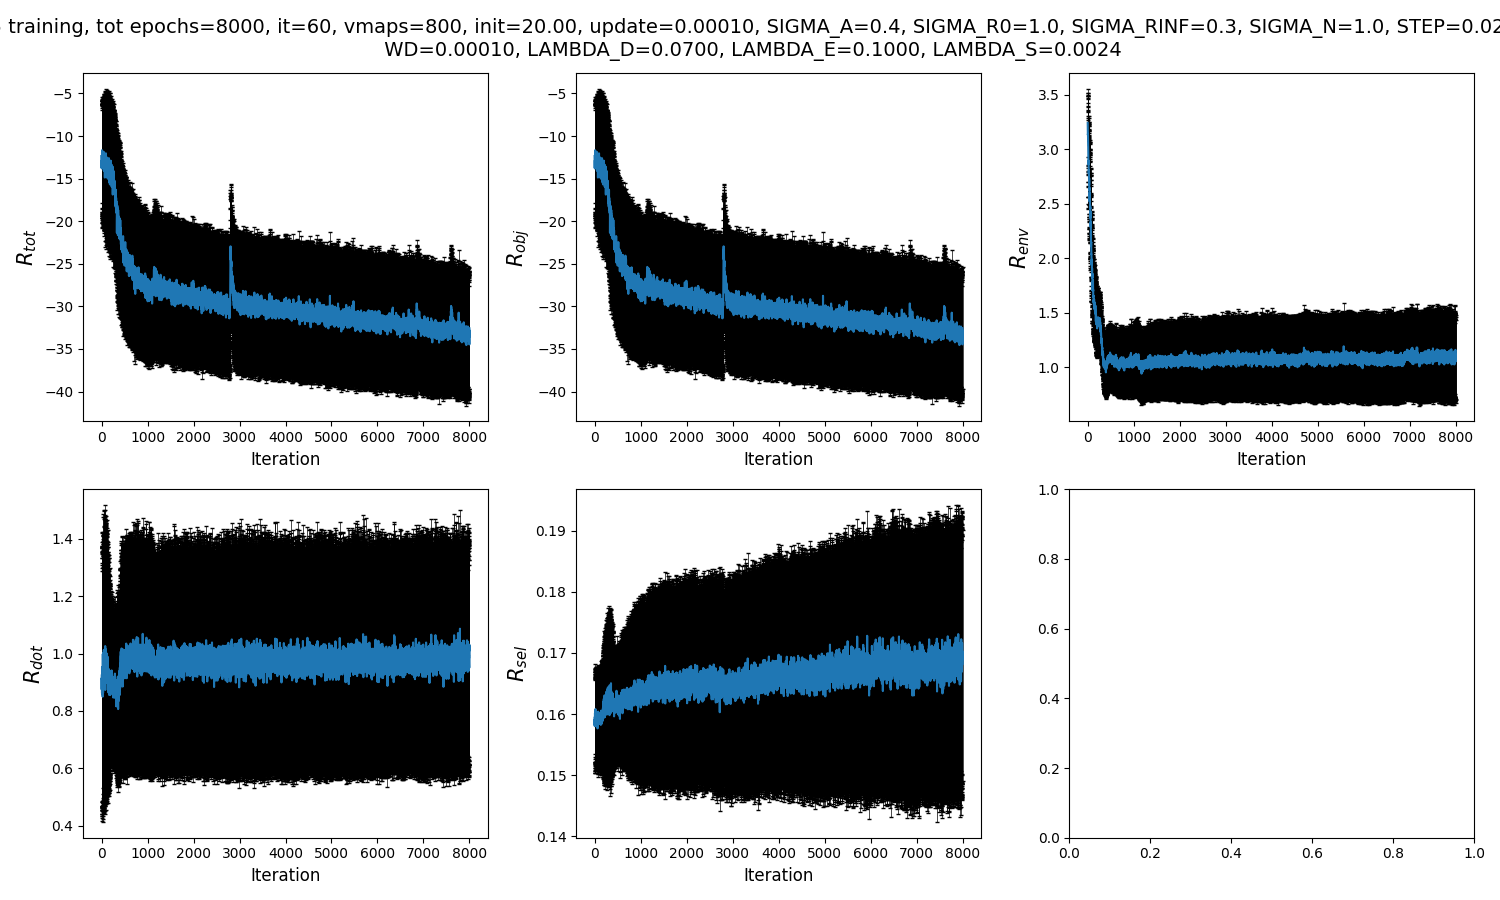 training, tot epochs=8000, it=60, vmaps=800, init=20.00, update=0.00010, SIGMA_A=0.4, SIGMA_R0=1.0, SIGMA_RINF=0.3, SIGMA_N=1.0, STEP=0.02
WD=0.00010, LAMBDA_D=0.0700, LAMBDA_E=0.1000, LAMBDA_S=0.0024
R_tot
−5
−10
−15
−20
−25
−30
−35
−40
0 1000 2000 3000 4000 5000 6000 7000 8000
Iteration
R_obj
−5
−10
−15
−20
−25
−30
−35
−40
0 1000 2000 3000 4000 5000 6000 7000 8000
Iteration
R_env
3.5
3.0
2.5
2.0
1.5
1.0
0 1000 2000 3000 4000 5000 6000 7000 8000
Iteration
R_dot
1.4
1.2
1.0
0.8
0.6
0.4
0 1000 2000 3000 4000 5000 6000 7000 8000
Iteration
R_sel
0.19
0.18
0.17
0.16
0.15
0.14
0 1000 2000 3000 4000 5000 6000 7000 8000
Iteration
1.0
0.8
0.6
0.4
0.2
0.0
0.0 0.2 0.4 0.6 0.8 1.0